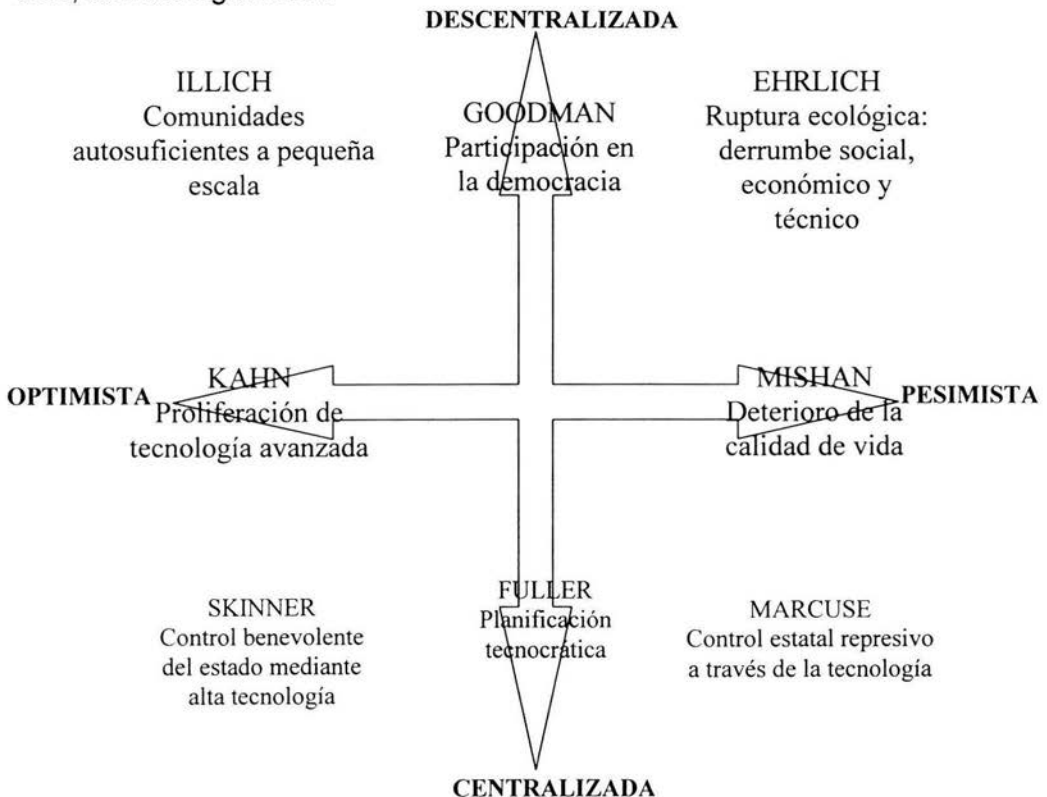 DESCENTRALIZADA
ILLICH
Comunidades
autosuficientes a pequeña
escala
GOODMAN
Participación en
la democracia
EHRLICH
Ruptura ecológica:
derrumbe social,
económico y
técnico
OPTIMISTA
KAHN
Proliferación de
tecnología avanzada
MISHAN
Deterioro de la
calidad de vida
PESIMISTA
SKINNER
Control benevolente
del estado mediante
alta tecnología
FULLER
Planificación
tecnocrática
MARCUSE
Control estatal represivo
a través de la tecnología
CENTRALIZADA